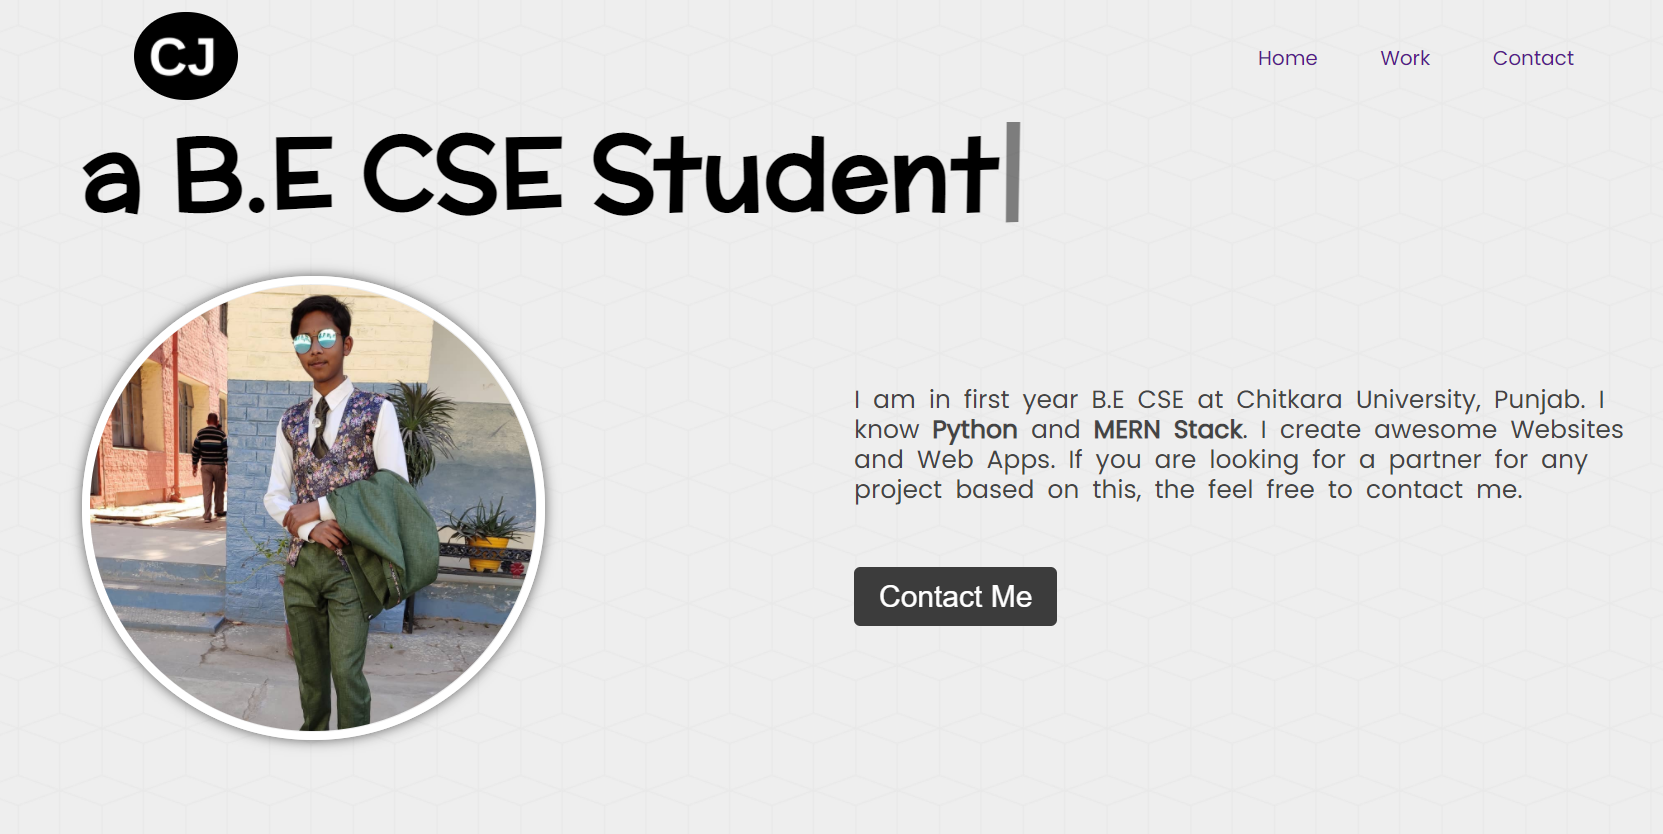 CJ
Home Work Contact
a B.E CSE Student
I am in first year B.E CSE at Chitkara University, Punjab. I
know Python and MERN Stack. I create awesome Websites
and Web Apps. If you are looking for a partner for any
project based on this, the feel free to contact me.
Contact Me